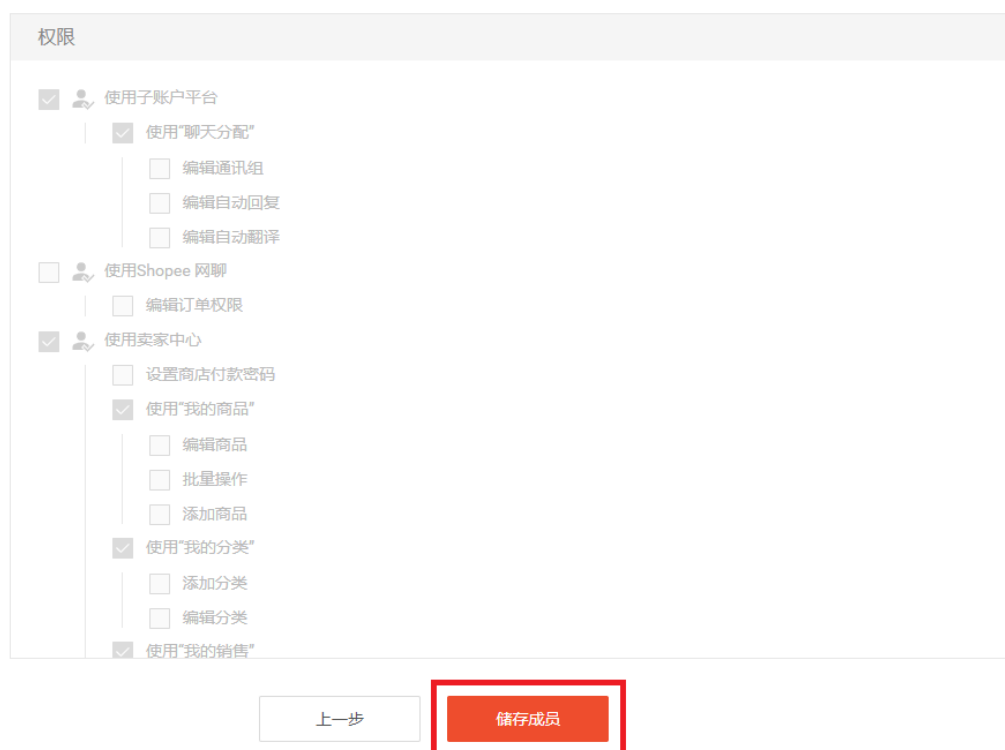 权限
使用子账户平台
使用"聊天分配"
编辑通讯组
编辑自动回复
编辑自动翻译
使用Shopee 网聊
编辑订单权限
使用卖家中心
设置商店付款密码
使用"我的商品"
编辑商品
批量操作
添加商品
使用"我的分类"
添加分类
编辑分类
使用"我的销售"
上一步
储存成员